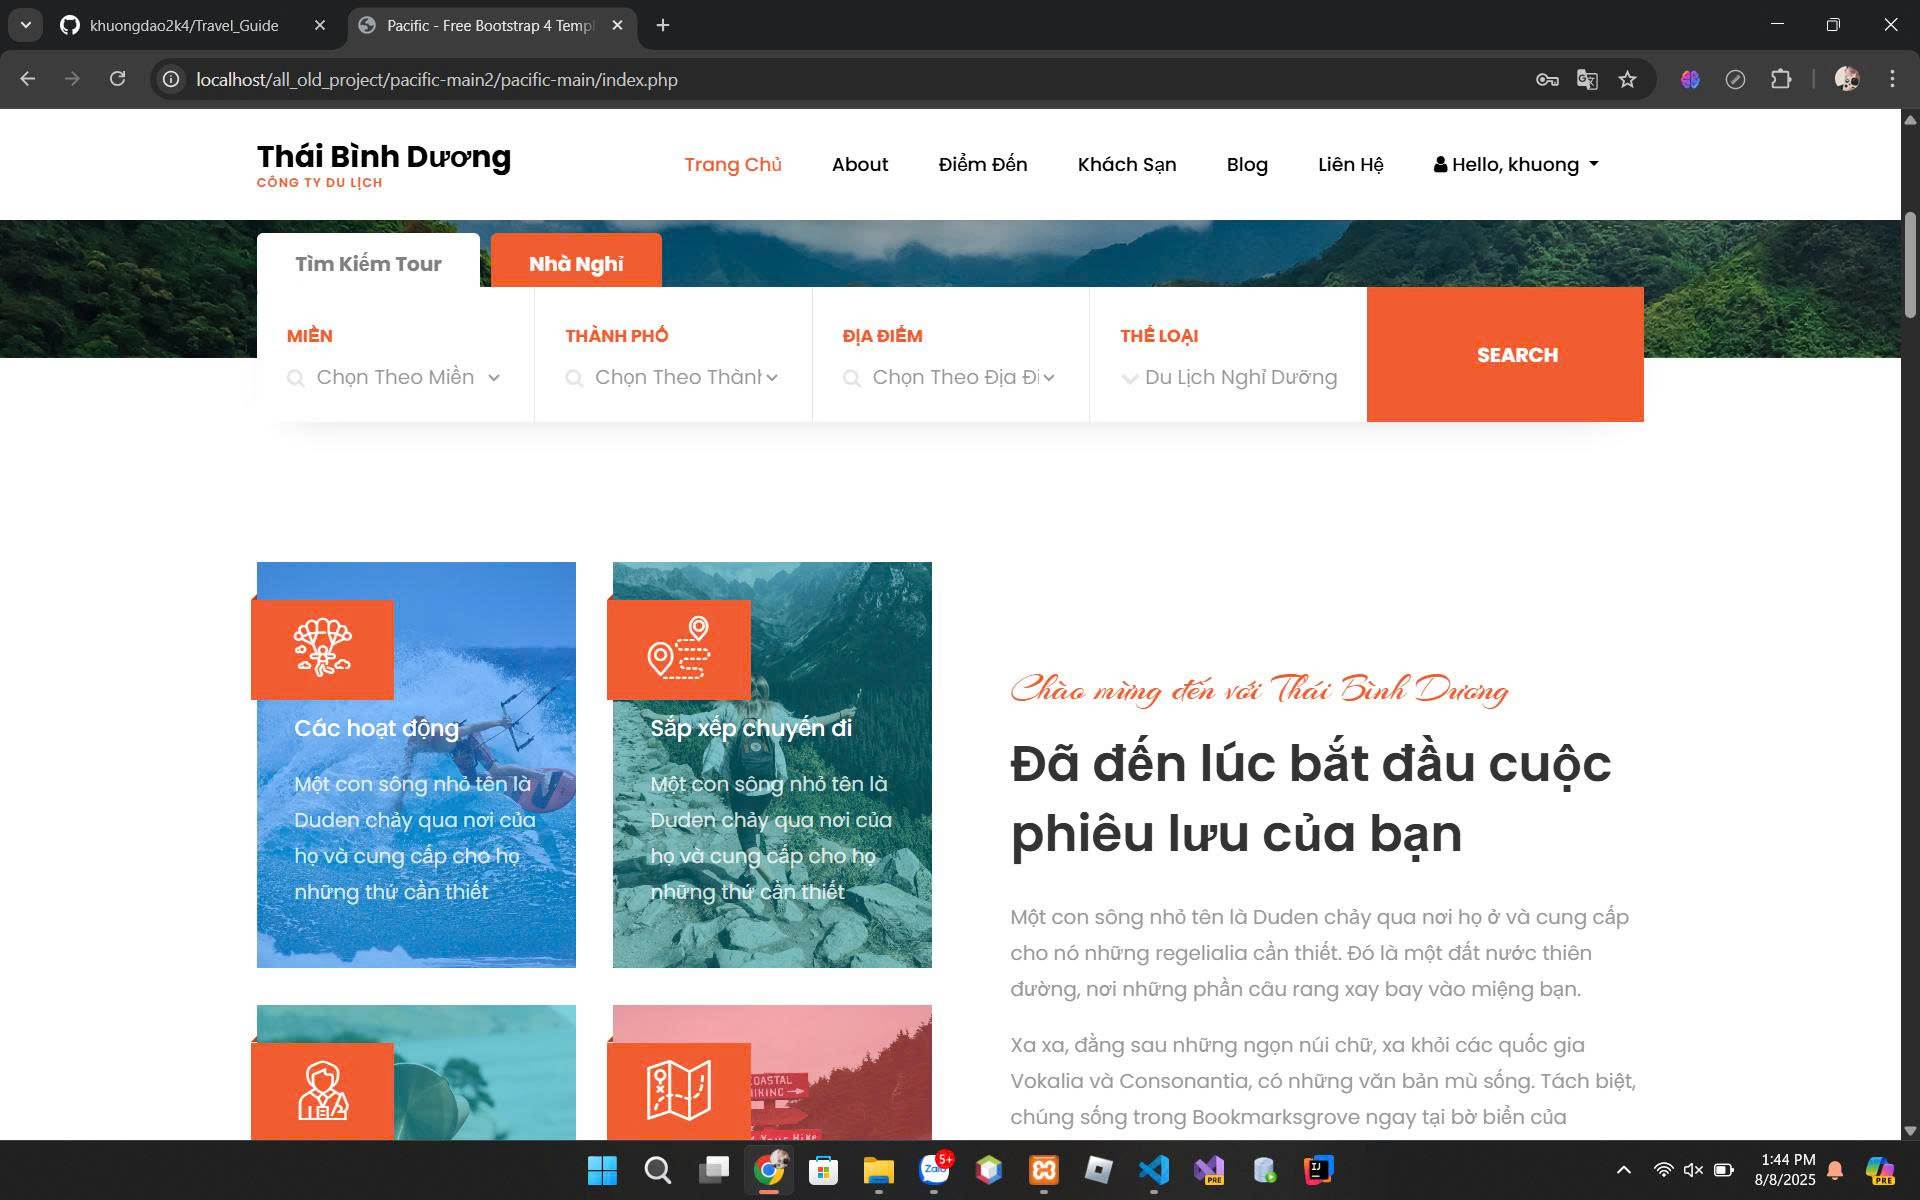 khuongdao2k4/Travel_Guide
Pacific - Free Bootstrap 4 Templ
localhost/all_old_project/pacific-main2/pacific-main/index.php
Thái Bình Dương
CÔNG TY DU LỊCH
Trang Chủ About Điểm Đến Khách Sạn Blog Liên Hệ Hello, khuong
Tìm Kiếm Tour Nhà Nghỉ
MIỀN THÀNH PHỐ ĐỊA ĐIỂM THỂ LOẠI
Chọn Theo Miền Chọn Theo Thành Chọn Theo Địa Đi Du Lịch Nghỉ Dưỡng
SEARCH
Các hoạt động
Một con sông nhỏ tên là
Duden chảy qua nơi của
họ và cung cấp cho họ
những thứ cần thiết
Sắp xếp chuyến đi
Một con sông nhỏ tên là
Duden chảy qua nơi của
họ và cung cấp cho họ
những thứ cần thiết
Chào mừng đến với Thái Bình Dương
Đã đến lúc bắt đầu cuộc
phiêu lưu của bạn
Một con sông nhỏ tên là Duden chảy qua nơi họ ở và cung cấp
cho nó những regelialia cần thiết. Đó là một đất nước thiên
đường, nơi những phần câu rang xay bay vào miệng bạn.
Xa xa, đằng sau những ngọn núi chữ, xa khỏi các quốc gia
Vokalia và Consonantia, có những văn bản mù sống. Tách biệt,
chúng sống trong Bookmarksgrove ngay tại bờ biển của
COASTAL
HIKING
YOUR HIKE
Zalo
5+
PRE
IJ
1:44 PM
8/8/2025
PRE